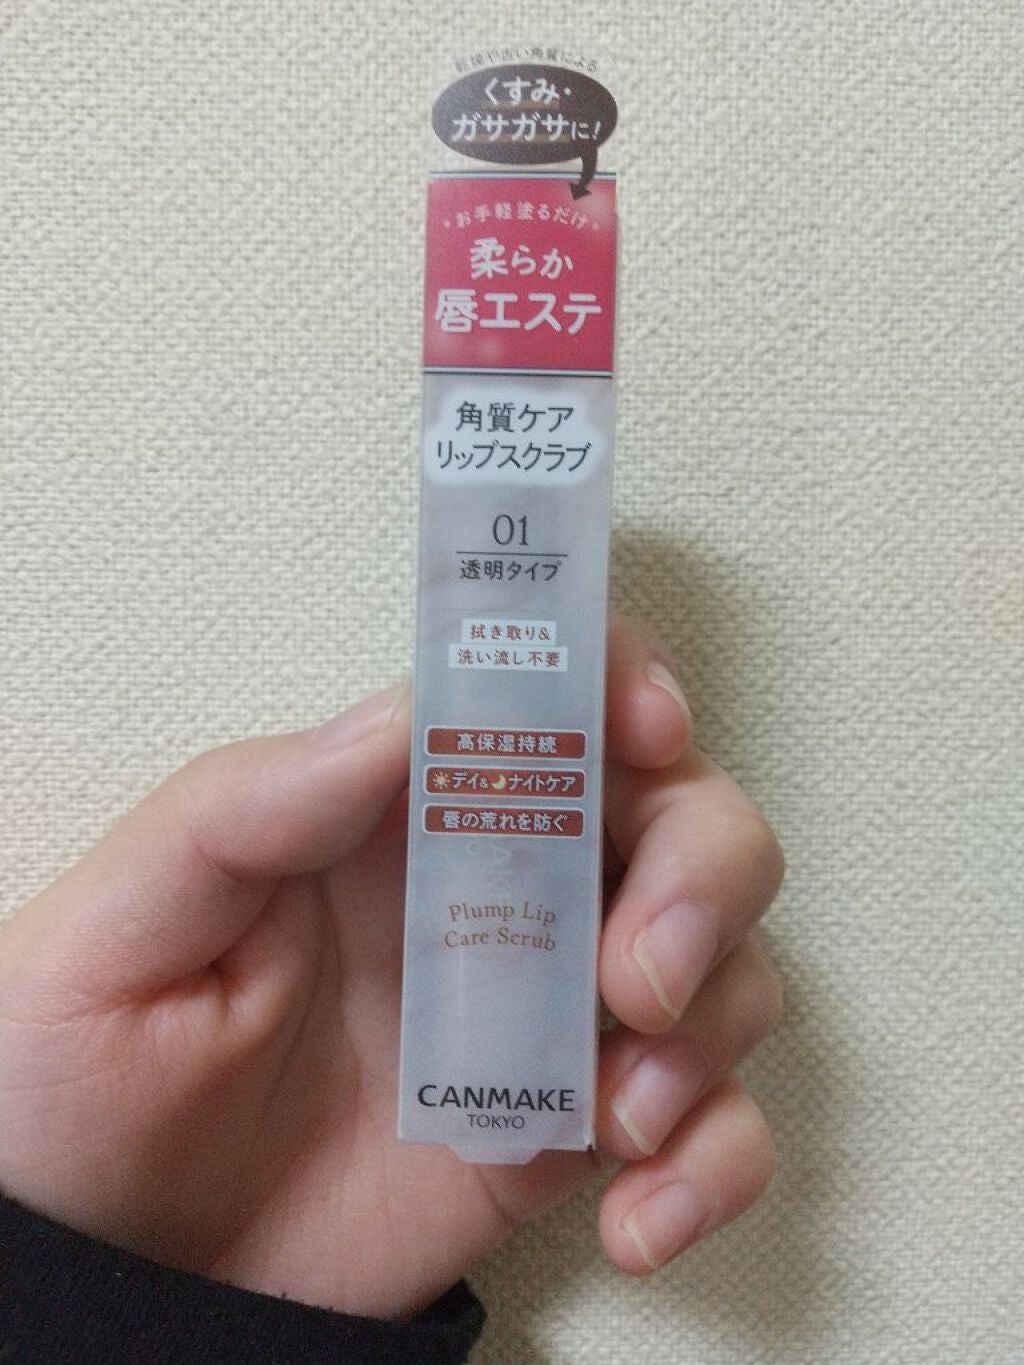 乾燥や古い角質による
くすみ・
ガサガサに!
お手軽塗るだけ
柔らか
唇エステ
角質ケア
リップスクラブ
01
透明タイプ
拭き取り&
洗い流し不要
高保湿持続
デイ&ナイトケア
唇の荒れを防ぐ
Plump Lip
Care Scrub
CANMAKE
TOKYO